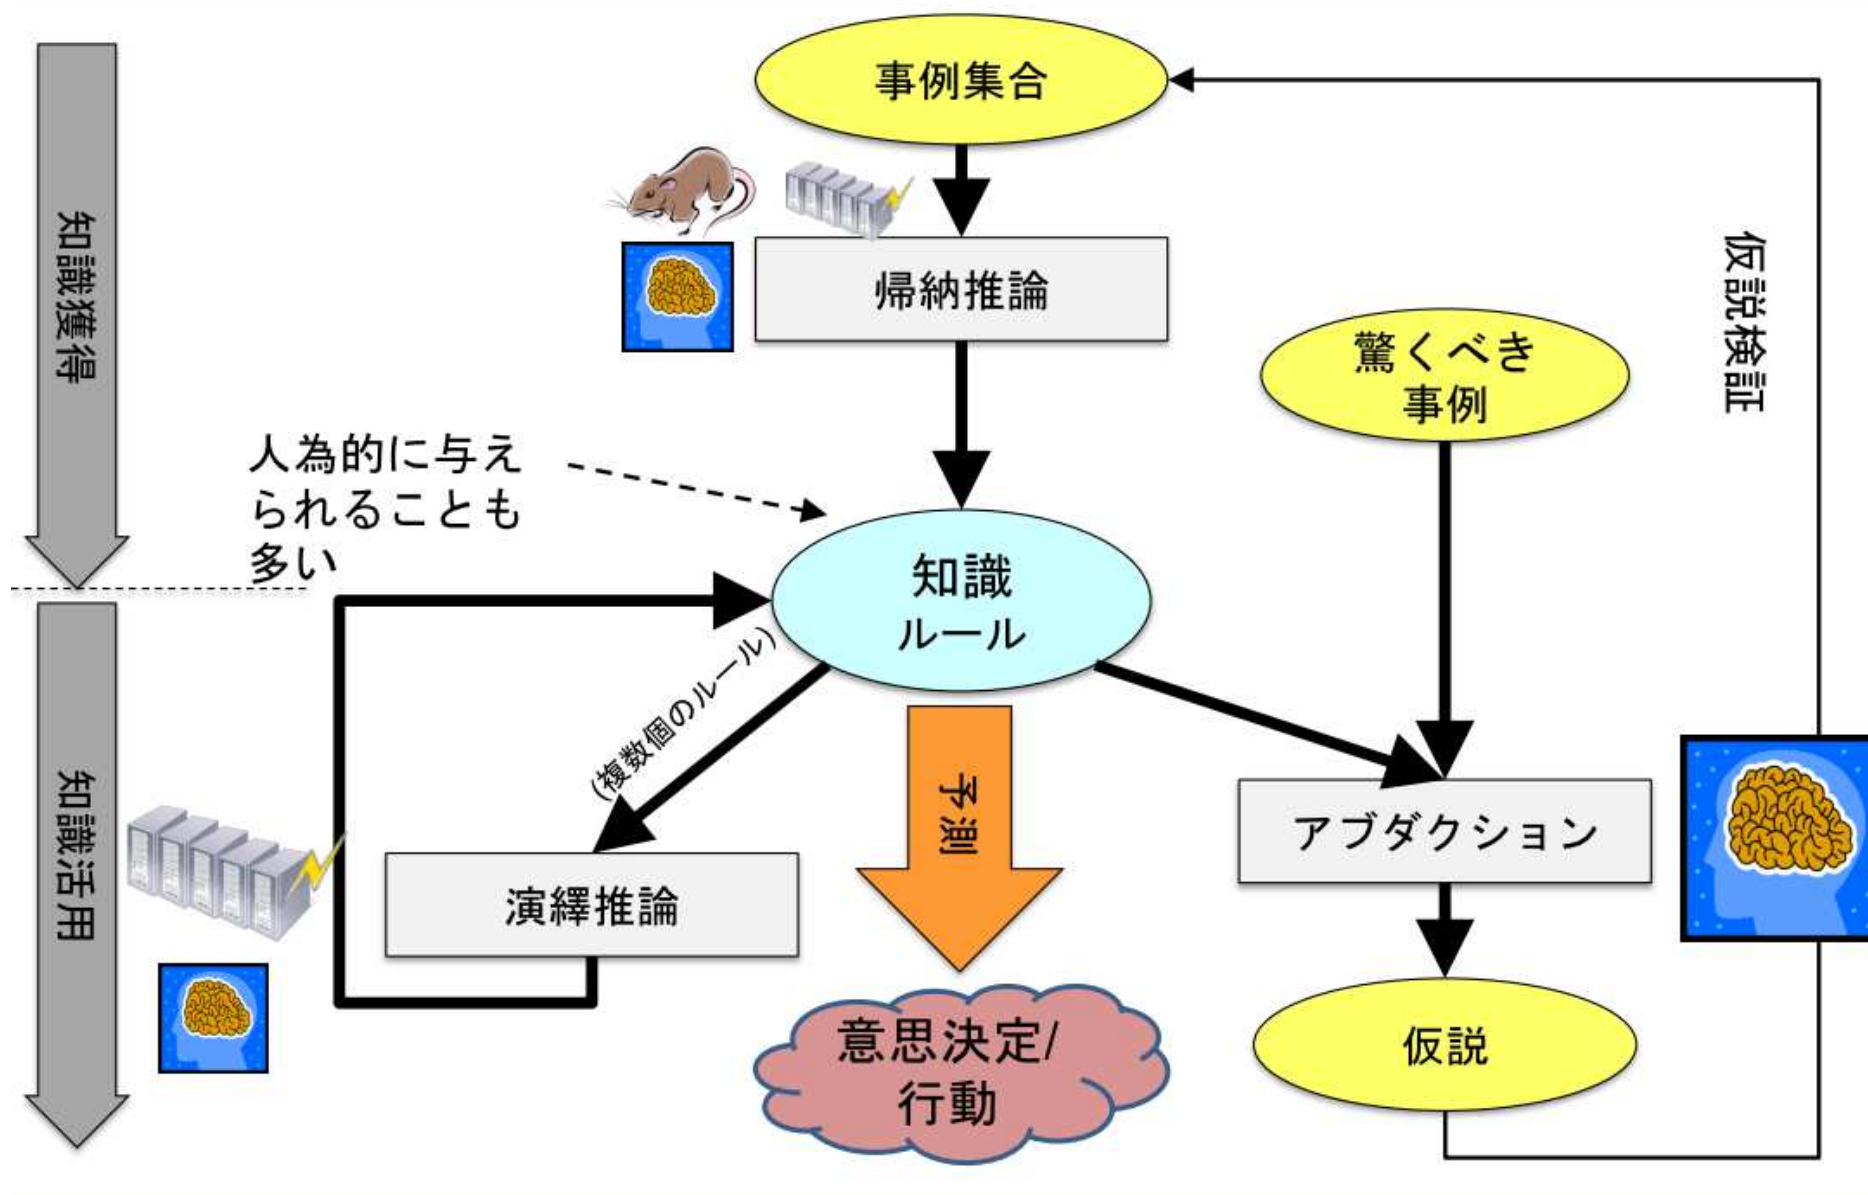 事例集合
帰納推論
知識獲得
仮説検証
驚くべき
事例
人為的に与え
られることも
多い
知識
ルール
(複数個のルール)
予測
知識活用
アブダクション
演繹推論
意思決定/
行動
仮説